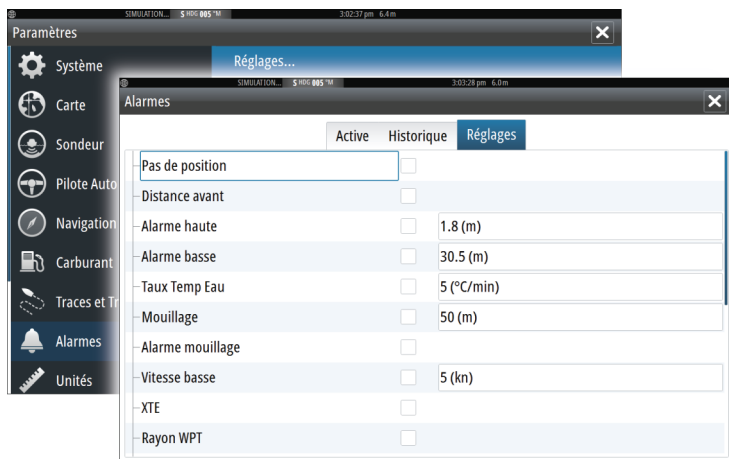 SIMULATION... S HDG 005 °M 3:02:37 pm 6.4 m
Paramètres
Système
Carte
Sondeur
Pilote Auto
Navigation
Carburant
Traces et Tr
Alarmes
Unités
Réglages...
SIMULATION... S HDG 005 °M 3:03:28 pm 6.0 m
Alarmes
Active Historique Réglages
Pas de position
Distance avant
Alarme haute 1.8 (m)
Alarme basse 30.5 (m)
Taux Temp Eau 5 (°C/min)
Mouillage 50 (m)
Alarme mouillage
Vitesse basse 5 (kn)
XTE
Rayon WPT